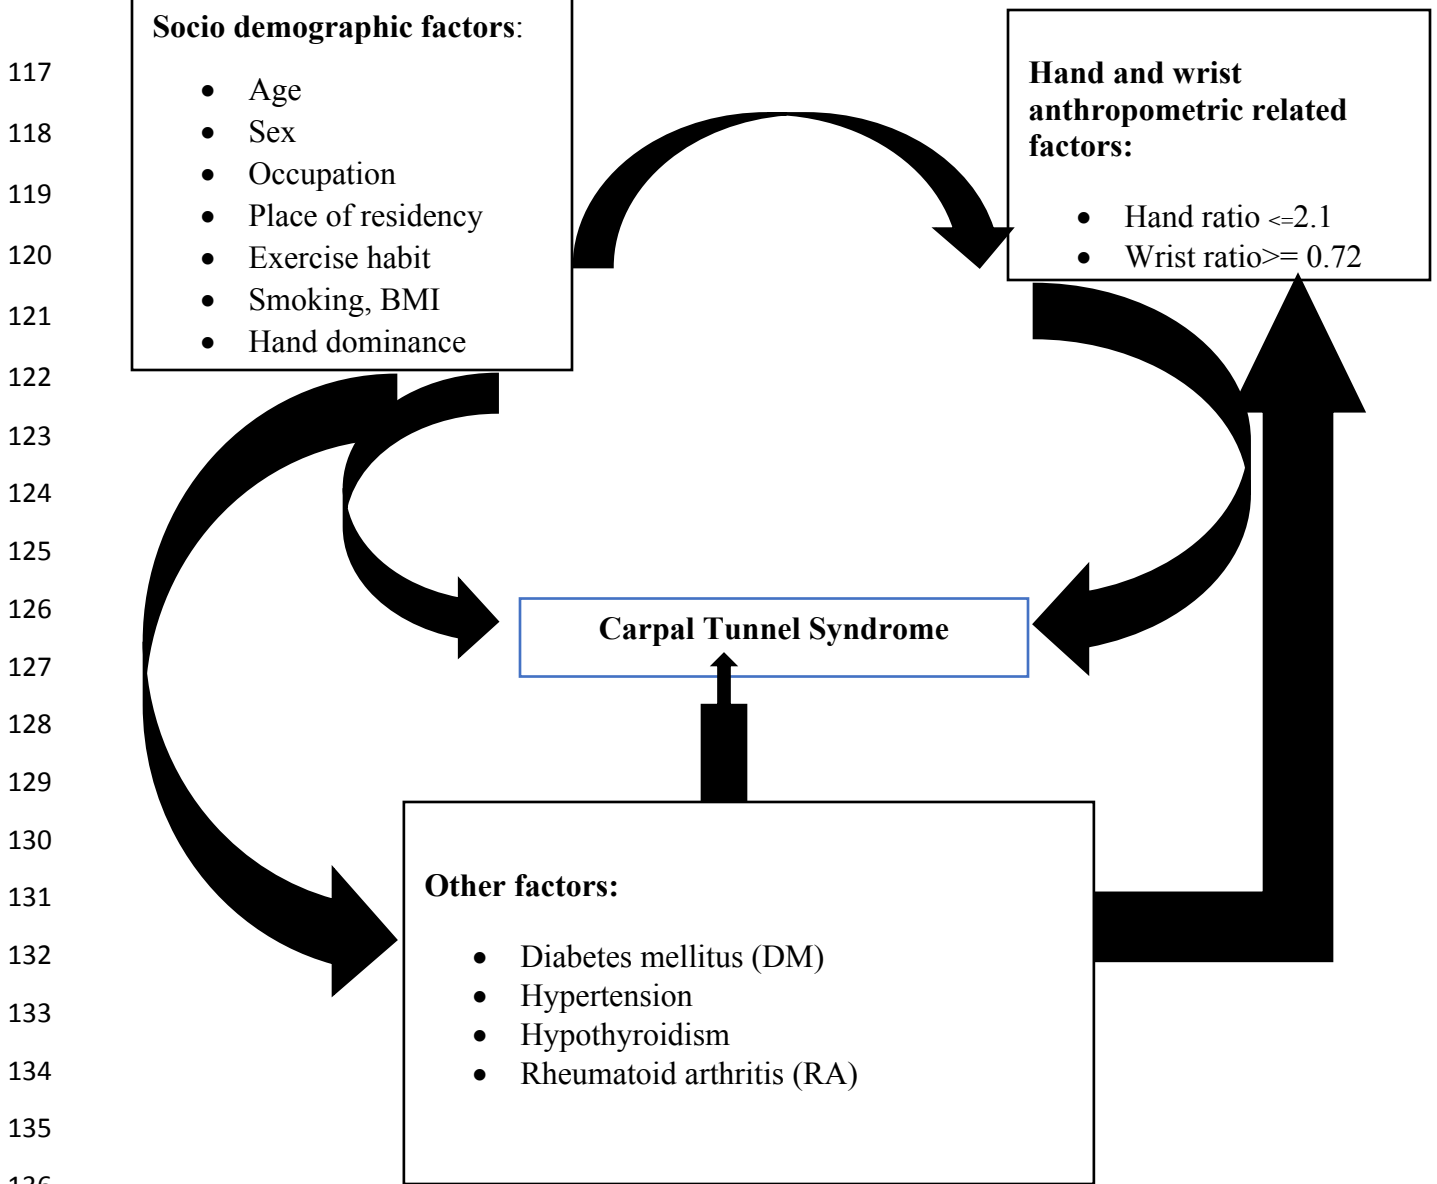 Socio demographic factors:
• Age
• Sex
• Occupation
• Place of residency
• Exercise habit
• Smoking, BMI
• Hand dominance
Hand and wrist
anthropometric related
factors:
• Hand ratio <=2.1
• Wrist ratio>= 0.72
Carpal Tunnel Syndrome
Other factors:
• Diabetes mellitus (DM)
• Hypertension
• Hypothyroidism
• Rheumatoid arthritis (RA)
117
118
119
120
121
122
123
124
125
126
127
128
129
130
131
132
133
134
135
136